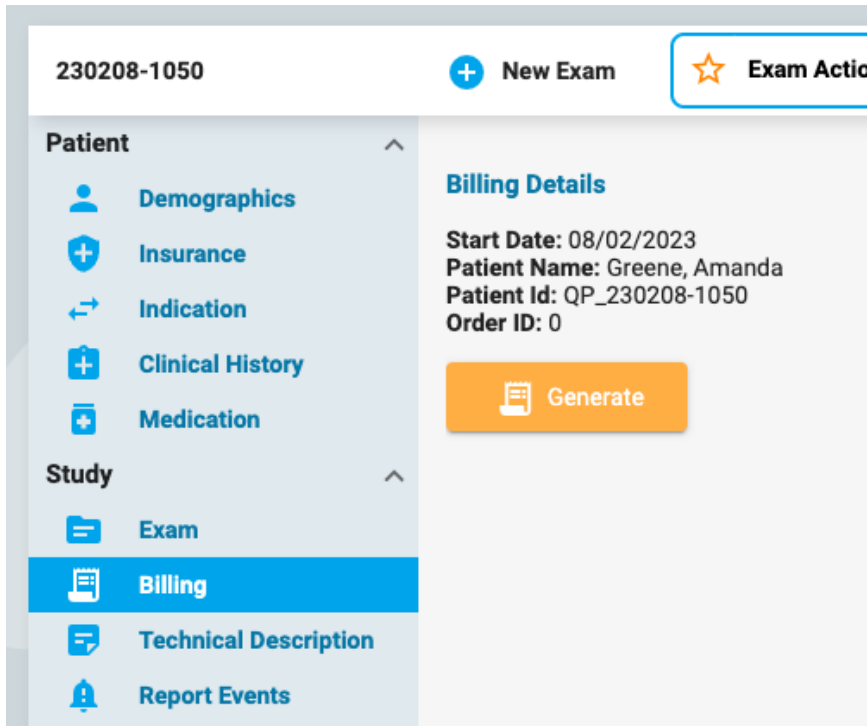 230208-1050
New Exam
Exam Actio
Patient
Demographics
Insurance
Indication
Clinical History
Medication
Study
Exam
Billing
Technical Description
Report Events
Billing Details
Start Date: 08/02/2023
Patient Name: Greene, Amanda
Patient Id: QP_230208-1050
Order ID: 0
Generate